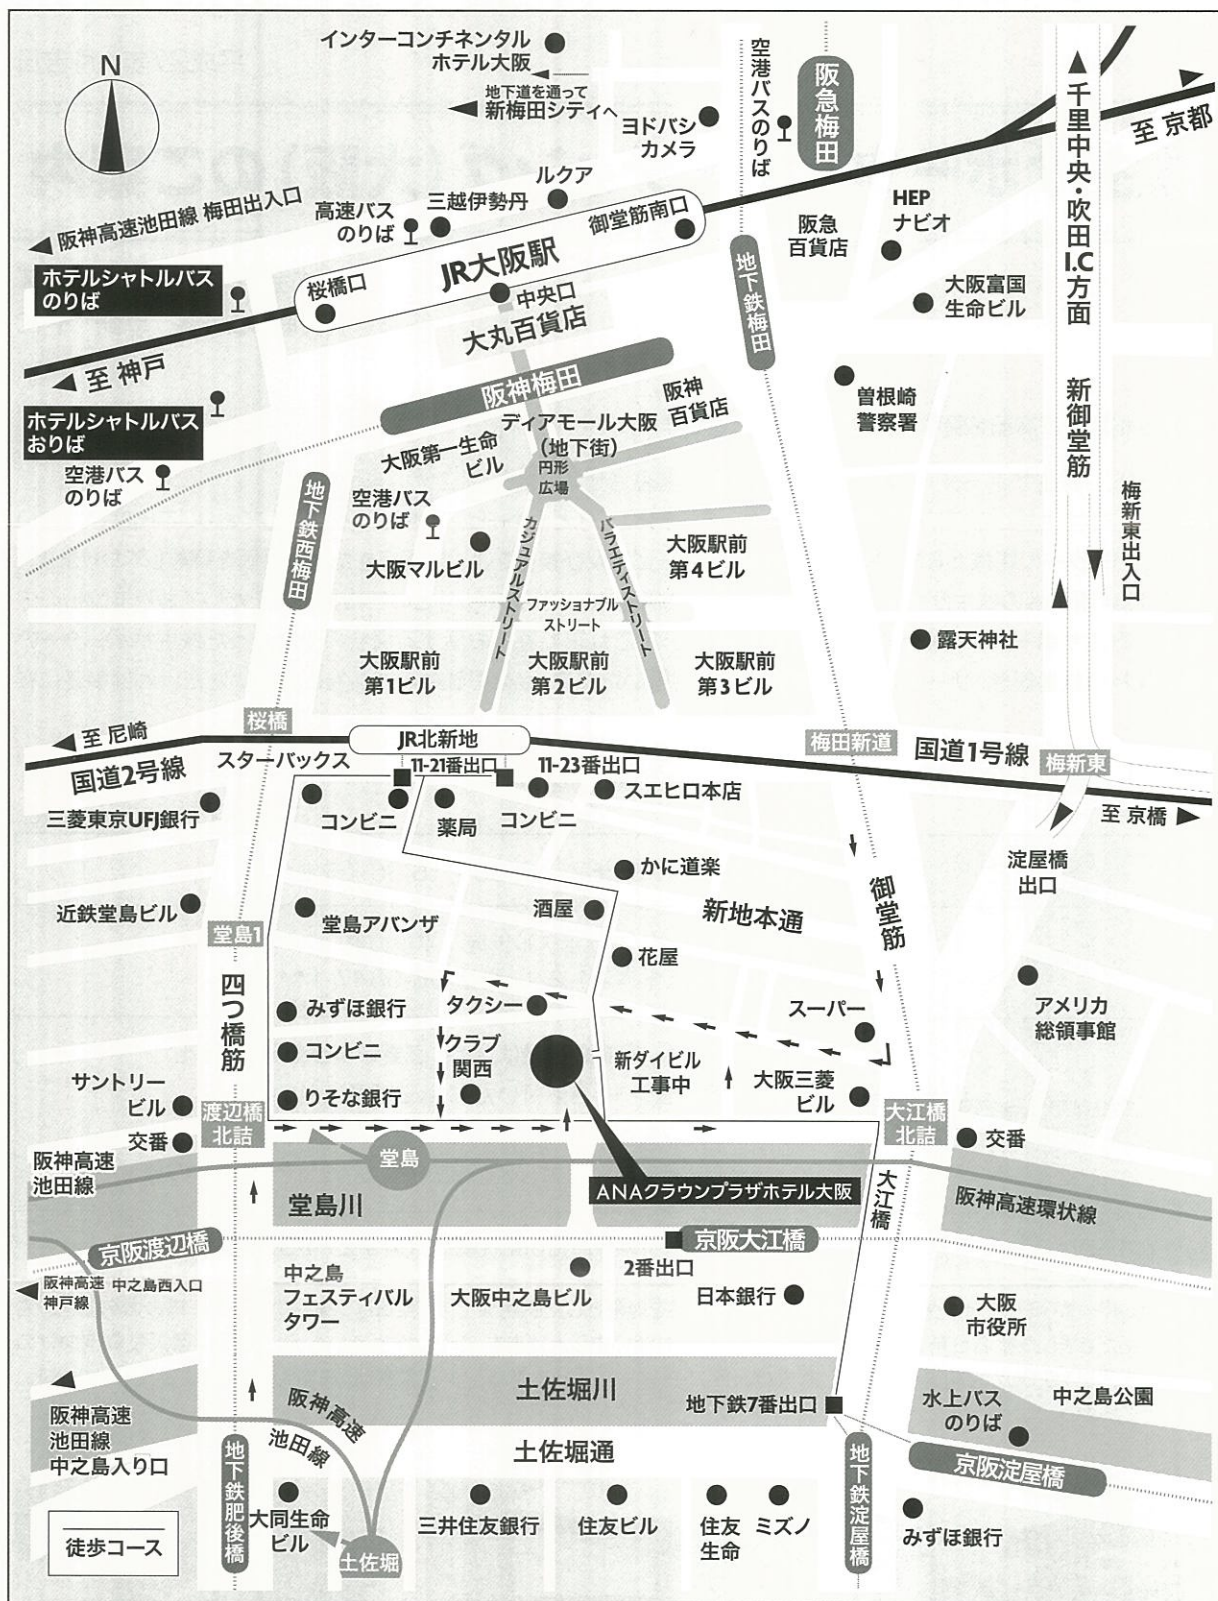 N
インターコンチネンタル
ホテル大阪
地下道を通って
新梅田シティへ
ヨドバシ
カメラ
空港バスのりば
阪急梅田
千里中央・吹田I.C方面
至 京都
阪神高速池田線 梅田出入口
高速バス
のりば
三越伊勢丹
ルクア
御堂筋南口
JR大阪駅
桜橋口
中央口
大丸百貨店
ホテルシャトルバス
のりば
至 神戸
ホテルシャトルバス
おりば
空港バス
のりば
阪急
百貨店
HEP
ナビオ
大阪富国
生命ビル
地下鉄梅田
曽根崎
警察署
新御堂筋
梅新東出入口
阪神梅田
阪神
百貨店
ディアモール大阪
(地下街)
円形
広場
大阪第一生命
ビル
空港バス
のりば
大阪マルビル
地下鉄西梅田
カジュアルストリート
バラエティストリート
ファッショナブル
ストリート
大阪駅前
第4ビル
大阪駅前
第1ビル
大阪駅前
第2ビル
大阪駅前
第3ビル
露天神社
至 尼崎
桜橋
国道2号線
JR北新地
梅田新道
国道1号線
梅新東
至 京橋
スターバックス
11-21番出口
11-23番出口
スエヒロ本店
三菱東京UFJ銀行
コンビニ
薬局
コンビニ
淀屋橋
出口
かに道楽
近鉄堂島ビル
堂島アバンザ
酒屋
新地本通
御堂筋
堂島1
花屋
四つ橋筋
みずほ銀行
タクシー
スーパー
アメリカ
総領事館
コンビニ
クラブ
関西
新ダイビル
工事中
大阪三菱
ビル
サントリー
ビル
りそな銀行
渡辺橋
北詰
大江橋
北詰
交番
交番
阪神高速
池田線
堂島
ANAクラウンプラザホテル大阪
大江橋
阪神高速環状線
堂島川
京阪渡辺橋
京阪大江橋
2番出口
阪神高速
神戸線
中之島西入口
中之島
フェスティバル
タワー
大阪中之島ビル
日本銀行
大阪
市役所
土佐堀川
地下鉄7番出口
水上バス
のりば
中之島公園
阪神高速
池田線
中之島入り口
阪神高速
池田線
土佐堀通
京阪淀屋橋
地下鉄肥後橋
地下鉄淀屋橋
大同生命
ビル
土佐堀
三井住友銀行
住友ビル
住友
生命
ミズノ
みずほ銀行
徒歩コース